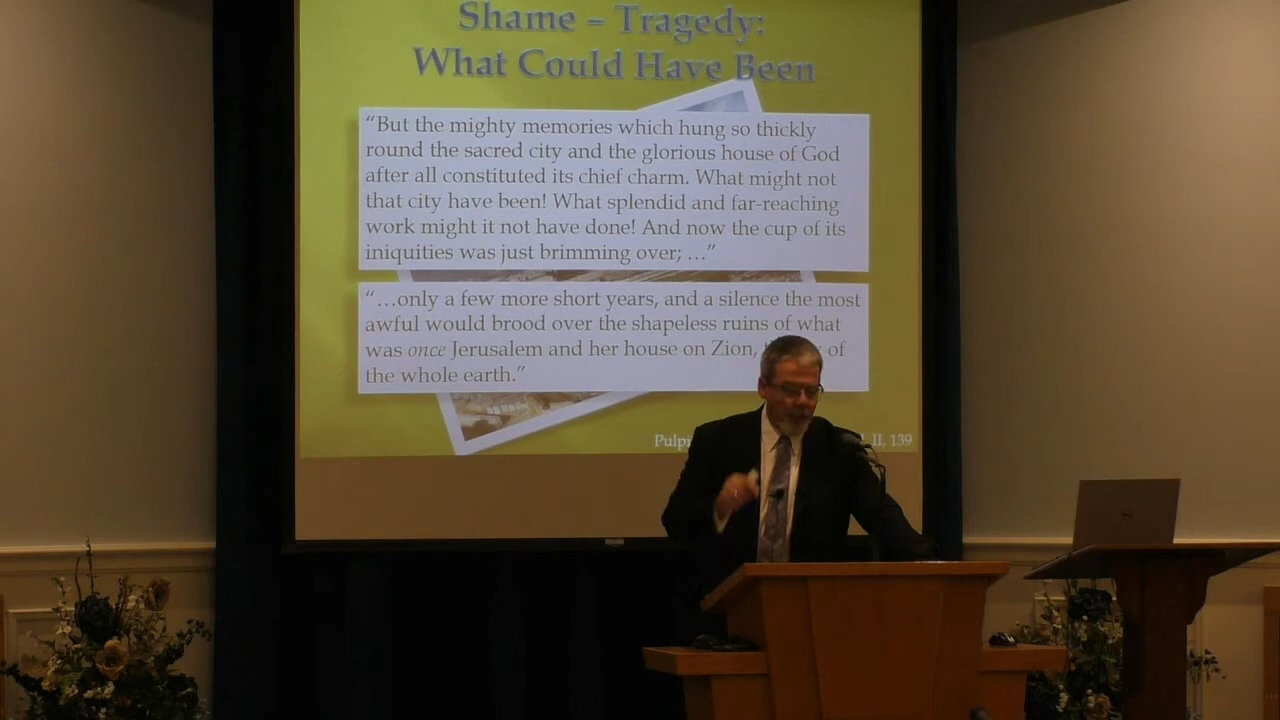 Shame – Tragedy:
What Could Have Been
“But the mighty memories which hung so thickly
round the sacred city and the glorious house of God
after all constituted its chief charm. What might not
that city have been! What splendid and far-reaching
work might it not have done! And now the cup of its
iniquities was just brimming over; …”
“…only a few more short years, and a silence the most
awful would brood over the shapeless ruins of what
was once Jerusalem and her house on Zion, of
the whole earth.”
II, 139